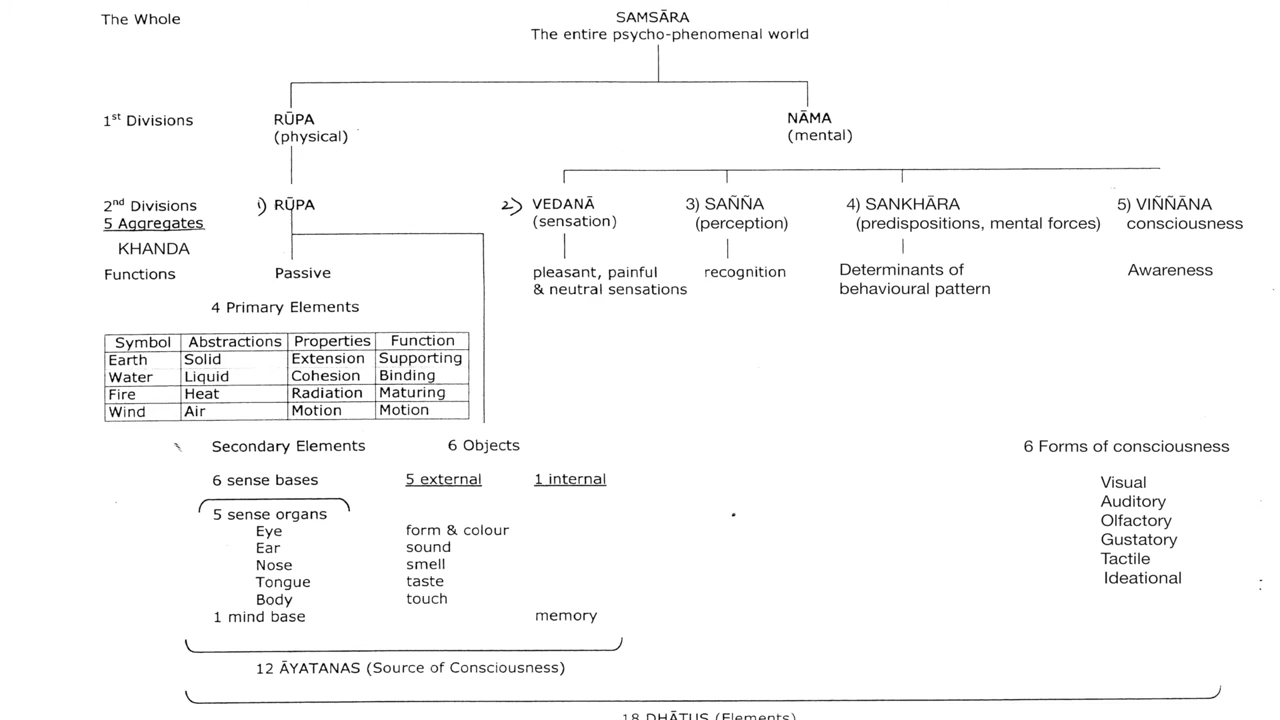 The Whole
SAMSĀRA
The entire psycho-phenomenal world
1st Divisions
RŪPA
(physical)
NĀMA
(mental)
2nd Divisions
5 Aggregates
KHANDA
1) RŪPA
2) VEDANĀ
(sensation)
3) SAÑÑA
(perception)
4) SANKHĀRA
(predispositions, mental forces)
5) VIÑÑĀNA
consciousness
Functions
Passive
pleasant, painful
& neutral sensations
recognition
Determinants of
behavioural pattern
Awareness
4 Primary Elements
Symbol Abstractions Properties Function
Earth Solid Extension Supporting
Water Liquid Cohesion Binding
Fire Heat Radiation Maturing
Wind Air Motion Motion
Secondary Elements
6 Objects
6 Forms of consciousness
6 sense bases
5 external
1 internal
5 sense organs
Eye form & colour
Ear sound
Nose smell
Tongue taste
Body touch
1 mind base memory
Visual
Auditory
Olfactory
Gustatory
Tactile
Ideational
12 ĀYATANAS (Source of Consciousness)
18 DHĀTUS (Elements)